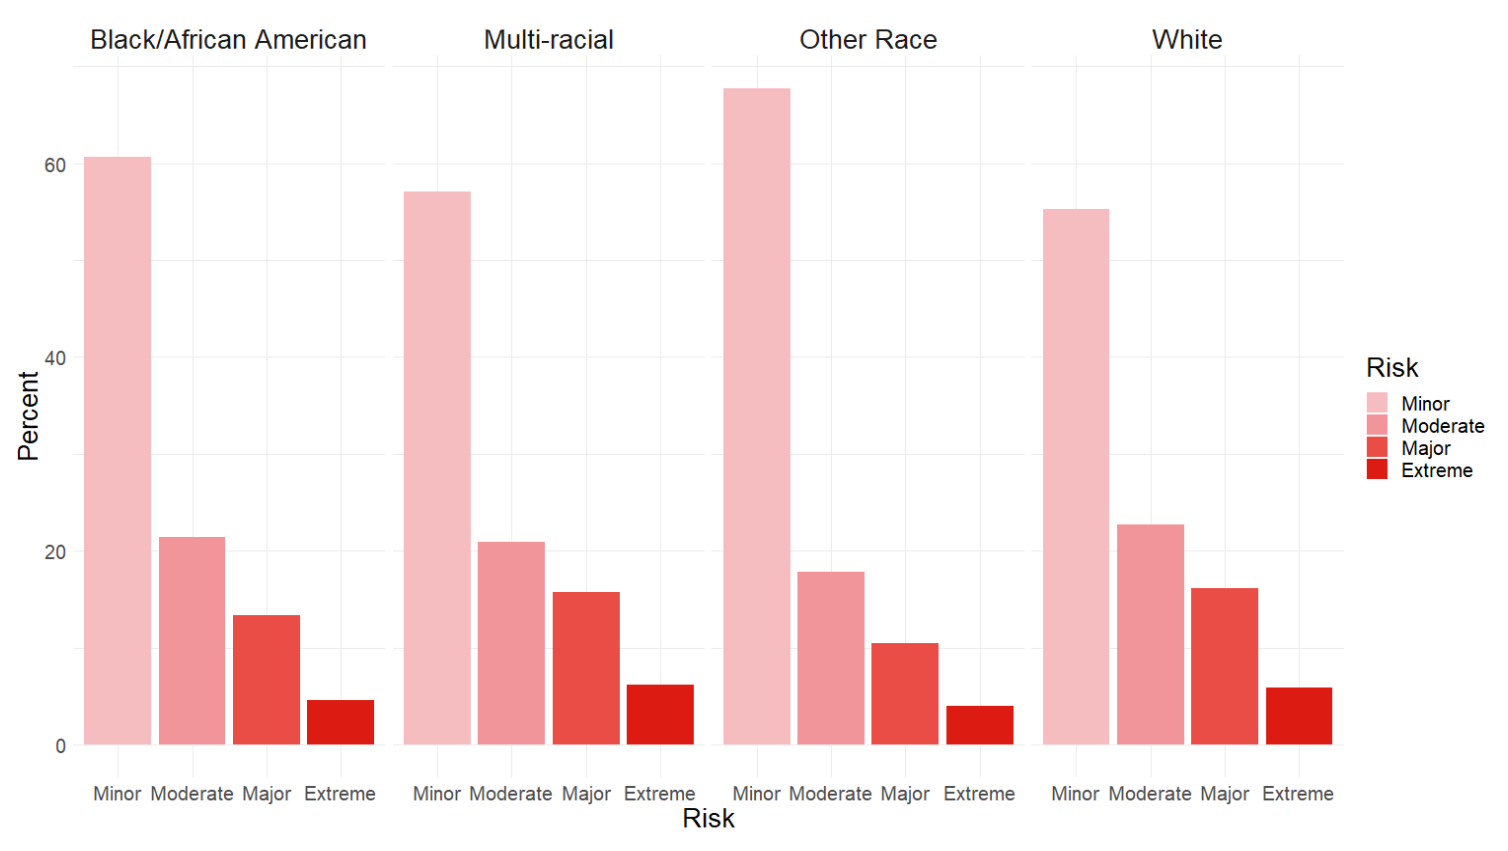 Black/African American
Multi-racial
Other Race
White
60
40
20
0
Percent
Minor Moderate Major Extreme
Minor Moderate Major Extreme
Minor Moderate Major Extreme
Minor Moderate Major Extreme
Risk
Risk
Minor
Moderate
Major
Extreme